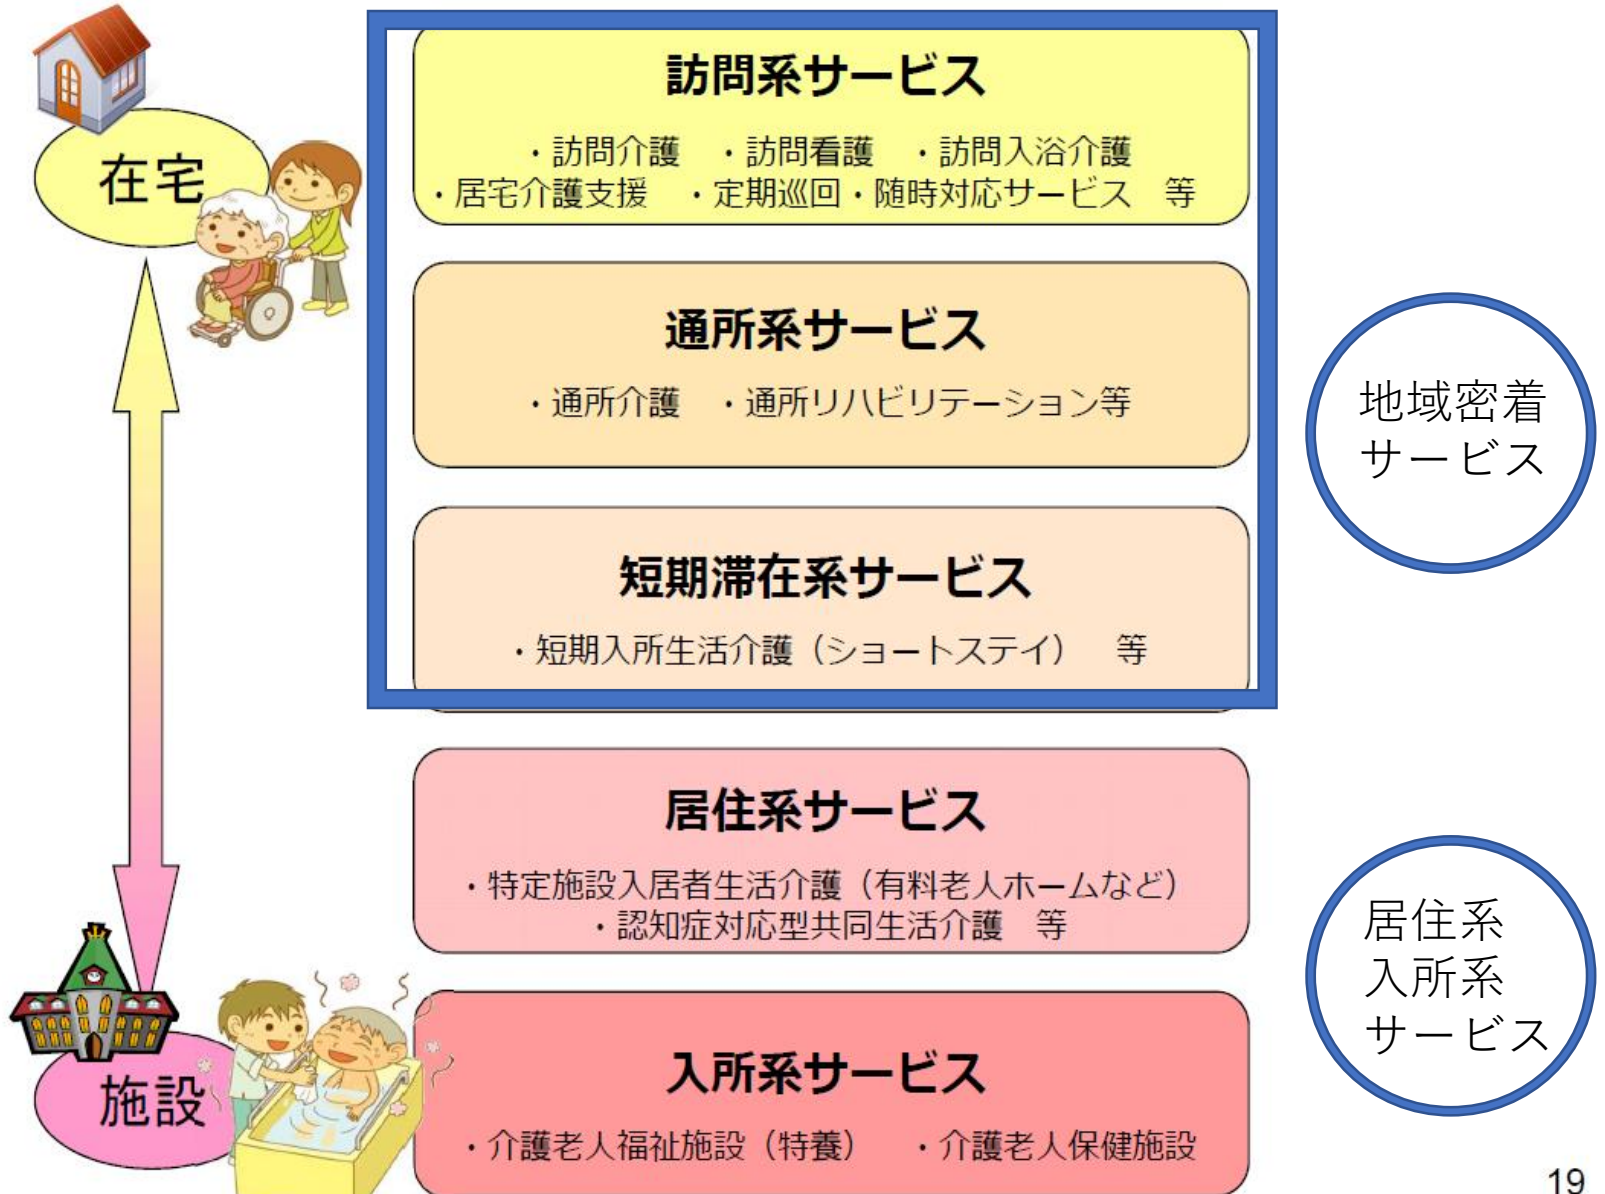 在宅
訪問系サービス
・訪問介護　・訪問看護　・訪問入浴介護
・居宅介護支援　・定期巡回・随時対応サービス　等
通所系サービス
・通所介護　・通所リハビリテーション等
地域密着
サービス
短期滞在系サービス
・短期入所生活介護（ショートステイ）　等
居住系サービス
・特定施設入居者生活介護（有料老人ホームなど）
・認知症対応型共同生活介護　等
居住系
入所系
サービス
施設
入所系サービス
・介護老人福祉施設（特養）　・介護老人保健施設
19